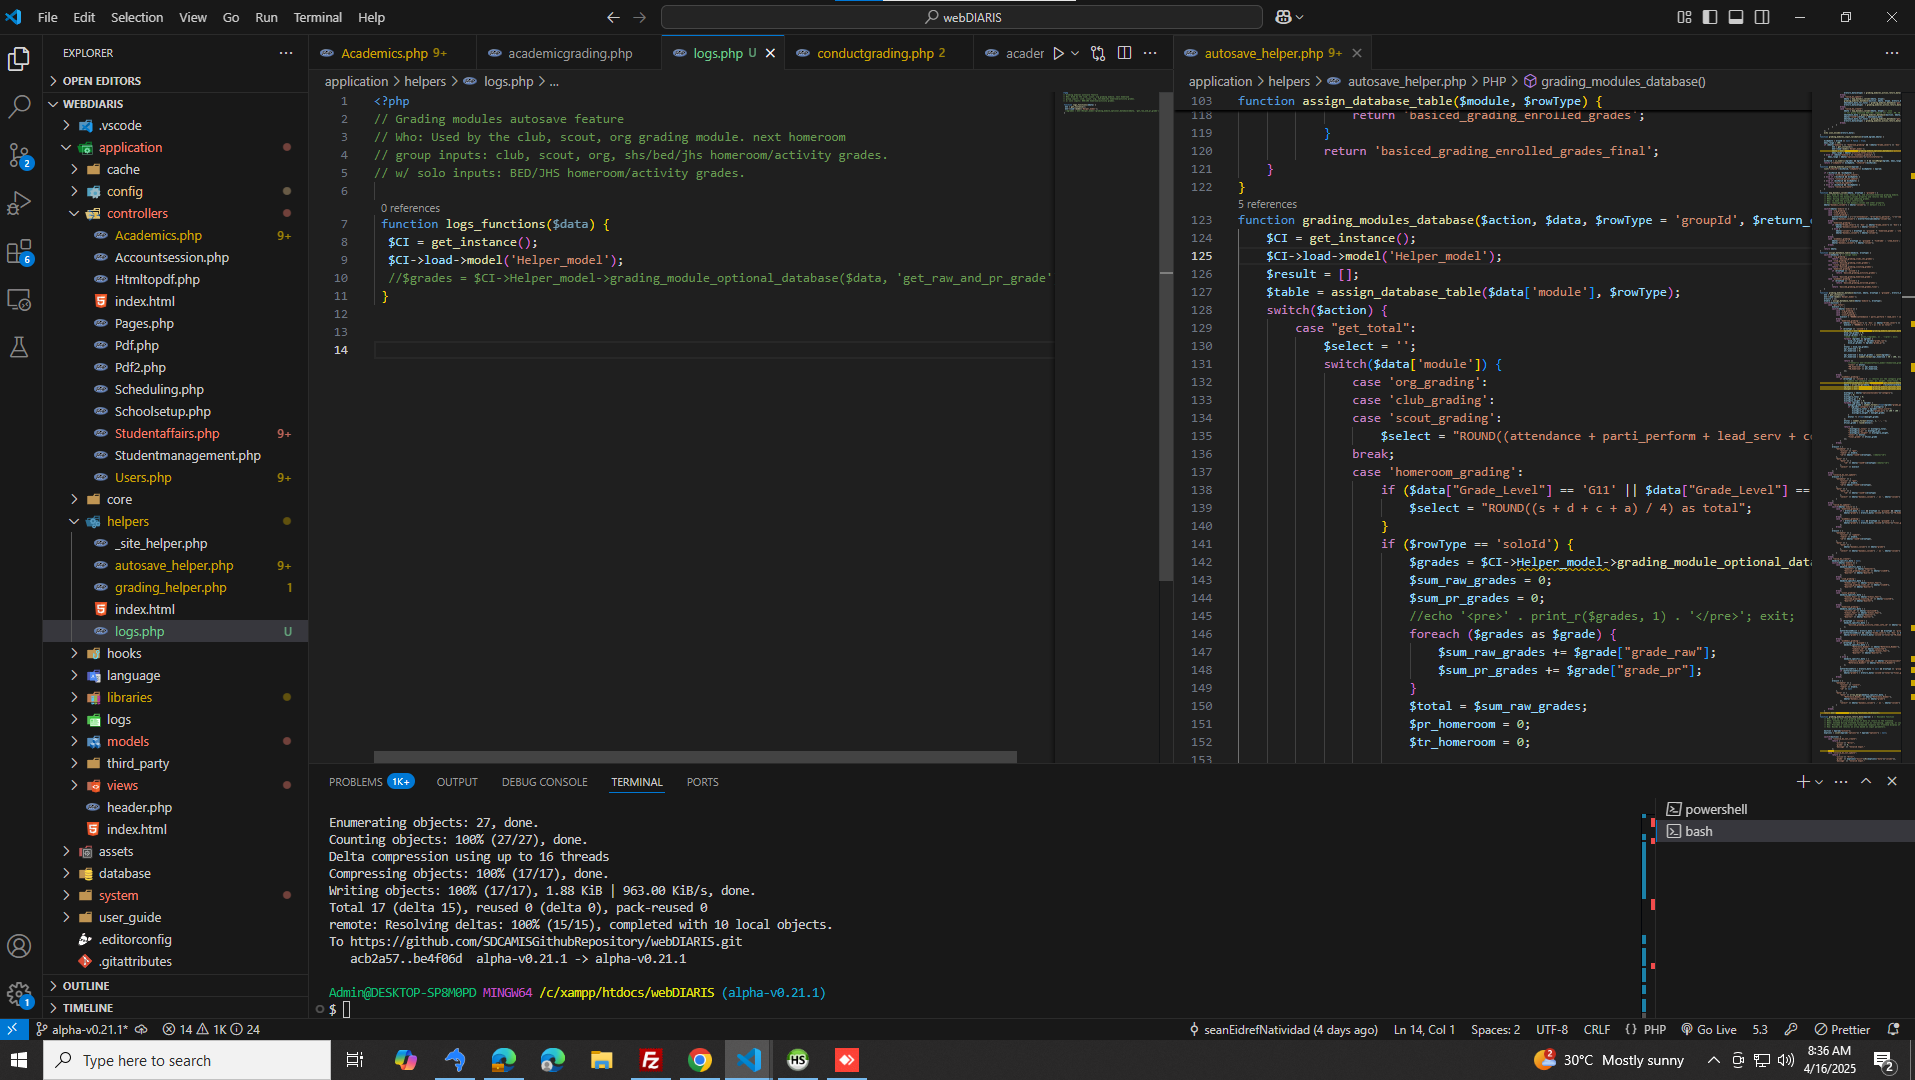 File Edit Selection View Go Run Terminal Help
webDIARIS
EXPLORER
OPEN EDITORS
WEBDIARIS
.vscode
application
cache
config
controllers
Academics.php 9+
Accountsession.php
Htmltopdf.php
index.html
Pages.php
Pdf.php
Pdf2.php
Scheduling.php
Schoolsetup.php
Studentaffairs.php 9+
Studentmanagement.php
Users.php 9+
core
helpers
_site_helper.php
autosave_helper.php 9+
grading_helper.php 1
index.html
logs.php U
hooks
language
libraries
logs
models
third_party
views
header.php
index.html
assets
database
system
user_guide
.editorconfig
.gitattributes
OUTLINE
TIMELINE
2
6
1
Academics.php 9+ academicgrading.php logs.php U conductgrading.php 2 acader
application > helpers > logs.php > ...
1 <?php
2 // Grading modules autosave feature
3 // Who: Used by the club, scout, org grading module. next homeroom
4 // group inputs: club, scout, org, shs/bed/jhs homeroom/activity grades.
5 // w/ solo inputs: BED/JHS homeroom/activity grades.
6
0 references
7 function logs_functions($data) {
8 $CI = get_instance();
9 $CI->load->model('Helper_model');
10 //$grades = $CI->Helper_model->grading_module_optional_database($data, 'get_raw_and_pr_grade'
11 }
12
13
14
autosave_helper.php 9+
application > helpers > autosave_helper.php > PHP > grading_modules_database()
103 function assign_database_table($module, $rowType) {
118 return 'basiced_grading_enrolled_grades';
119 }
120 return 'basiced_grading_enrolled_grades_final';
121 }
122 }
5 references
123 function grading_modules_database($action, $data, $rowType = 'groupId', $return_
124 $CI = get_instance();
125 $CI->load->model('Helper_model');
126 $result = [];
127 $table = assign_database_table($data['module'], $rowType);
128 switch($action) {
129 case "get_total":
130 $select = '';
131 switch($data['module']) {
132 case 'org_grading':
133 case 'club_grading':
134 case 'scout_grading':
135 $select = "ROUND((attendance + parti_perform + lead_serv + c
136 break;
137 case 'homeroom_grading':
138 if ($data["Grade_Level"] == 'G11' || $data["Grade_Level"] ==
139 $select = "ROUND((s + d + c + a) / 4) as total";
140 }
141 if ($rowType == 'soloId') {
142 $grades = $CI->Helper_model->grading_module_optional_dat
143 $sum_raw_grades = 0;
144 $sum_pr_grades = 0;
145 //echo '<pre>' . print_r($grades, 1) . '</pre>'; exit;
146 foreach ($grades as $grade) {
147 $sum_raw_grades += $grade["grade_raw"];
148 $sum_pr_grades += $grade["grade_pr"];
149 }
150 $total = $sum_raw_grades;
151 $pr_homeroom = 0;
152 $tr_homeroom = 0;
153
PROBLEMS 1K+ OUTPUT DEBUG CONSOLE TERMINAL PORTS
Enumerating objects: 27, done.
Counting objects: 100% (27/27), done.
Delta compression using up to 16 threads
Compressing objects: 100% (17/17), done.
Writing objects: 100% (17/17), 1.88 KiB | 963.00 KiB/s, done.
Total 17 (delta 15), reused 0 (delta 0), pack-reused 0
remote: Resolving deltas: 100% (15/15), completed with 10 local objects.
To https://github.com/SDCAMISGithubRepository/webDIARIS.git
acb2a57..be4f06d alpha-v0.21.1 -> alpha-v0.21.1
Admin@DESKTOP-SP8M0PD MINGW64 /c/xampp/htdocs/webDIARIS (alpha-v0.21.1)
$
powershell
bash
alpha-v0.21.1* 14 1K 24
seanEidrefNatividad (4 days ago) Ln 14, Col 1 Spaces: 2 UTF-8 CRLF {} PHP Go Live 5.3 Prettier
Type here to search
HS
2
30°C Mostly sunny
8:36 AM
4/16/2025
2